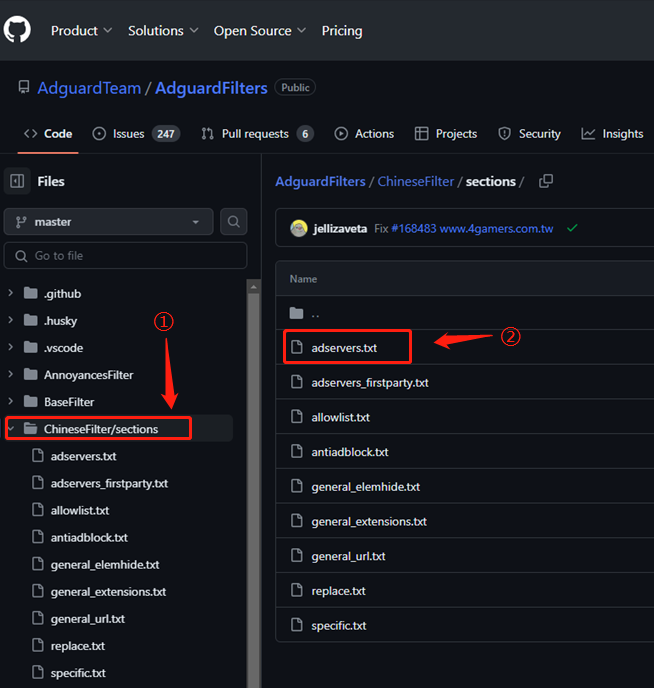 Product Solutions Open Source Pricing
AdguardTeam / AdguardFilters Public
Code Issues 247 Pull requests 6 Actions Projects Security Insights
Files
master
Go to file
.github
.husky
①
.vscode
AnnoyancesFilter
BaseFilter
ChineseFilter/sections
adservers.txt
adservers_firstparty.txt
allowlist.txt
antiadblock.txt
general_elemhide.txt
general_extensions.txt
general_url.txt
replace.txt
specific.txt
AdguardFilters / ChineseFilter / sections /
jellizaveta Fix #168483 www.4gamers.com.tw
Name
..
adservers.txt
②
adservers_firstparty.txt
allowlist.txt
antiadblock.txt
general_elemhide.txt
general_extensions.txt
general_url.txt
replace.txt
specific.txt